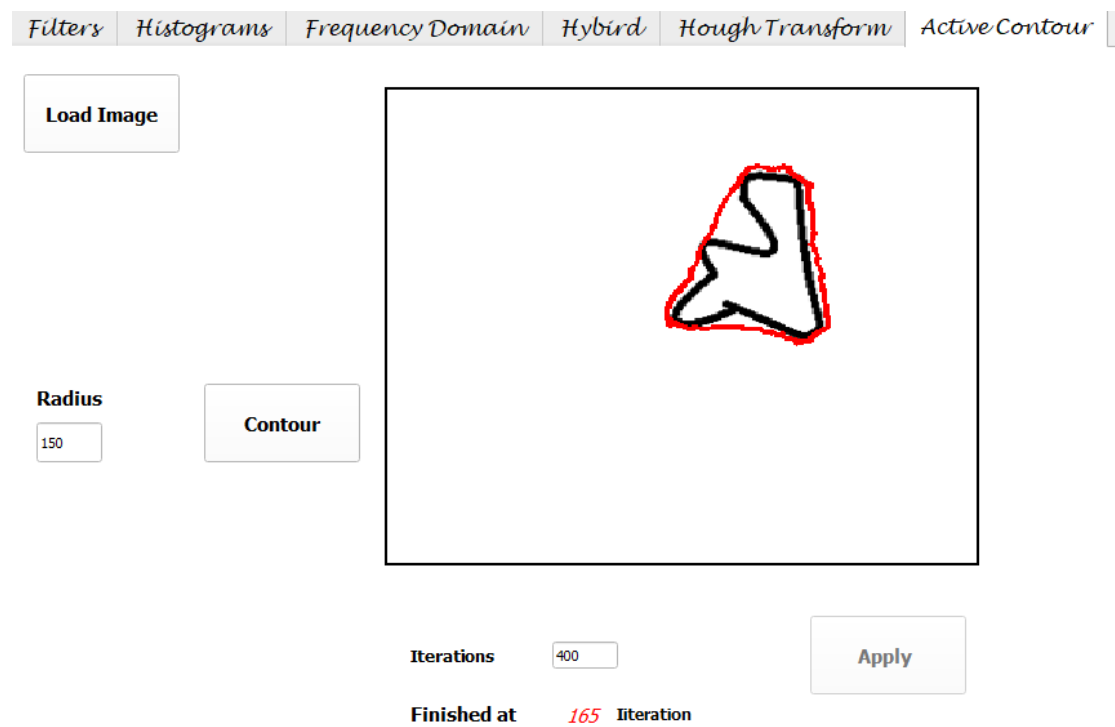 Filters Histograms Frequency Domain Hybird Hough Transform Active Contour
Load Image
Radius
150
Contour
Iterations 400 Apply
Finished at 165 Iiteration